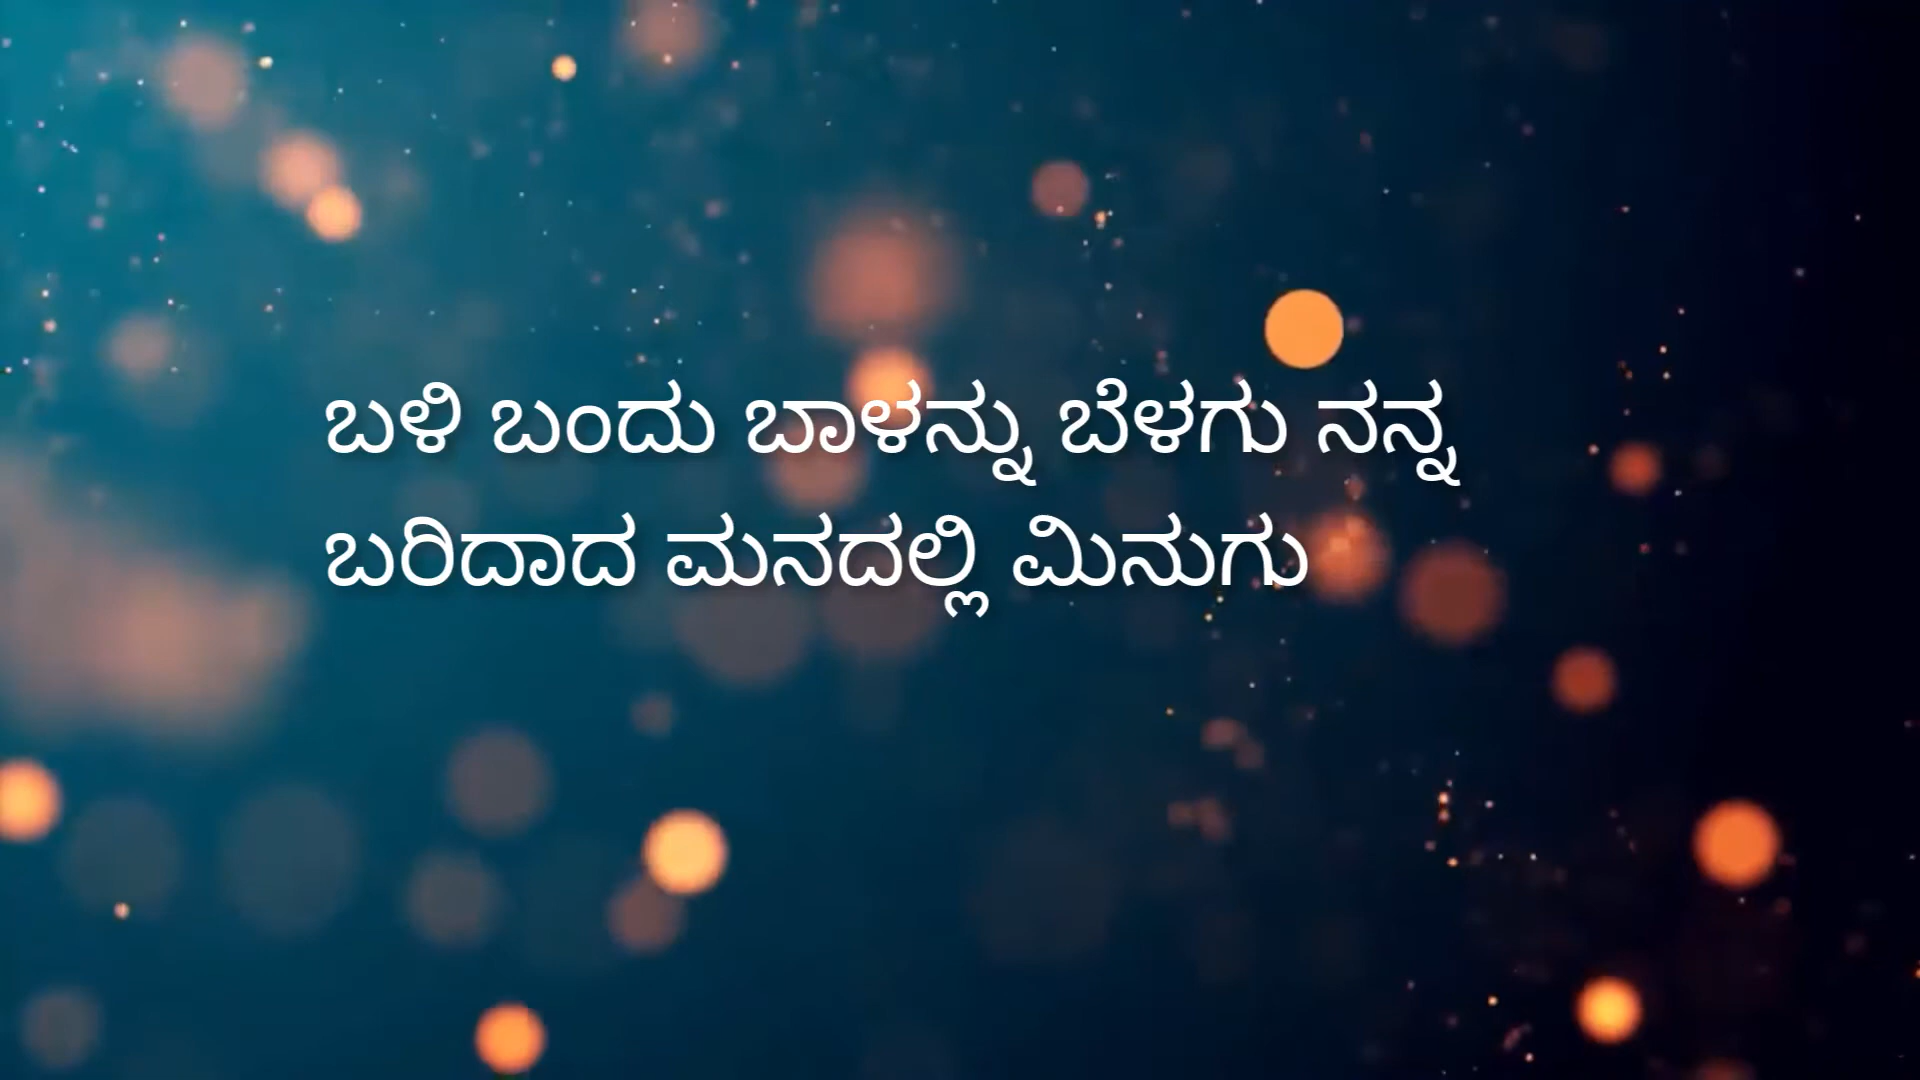 ಬಳಿ ಬಂದು ಬಾಳನ್ನು ಬೆಳಗು ನನ್ನ
ಬರಿದಾದ ಮನದಲ್ಲಿ ಮಿನುಗು